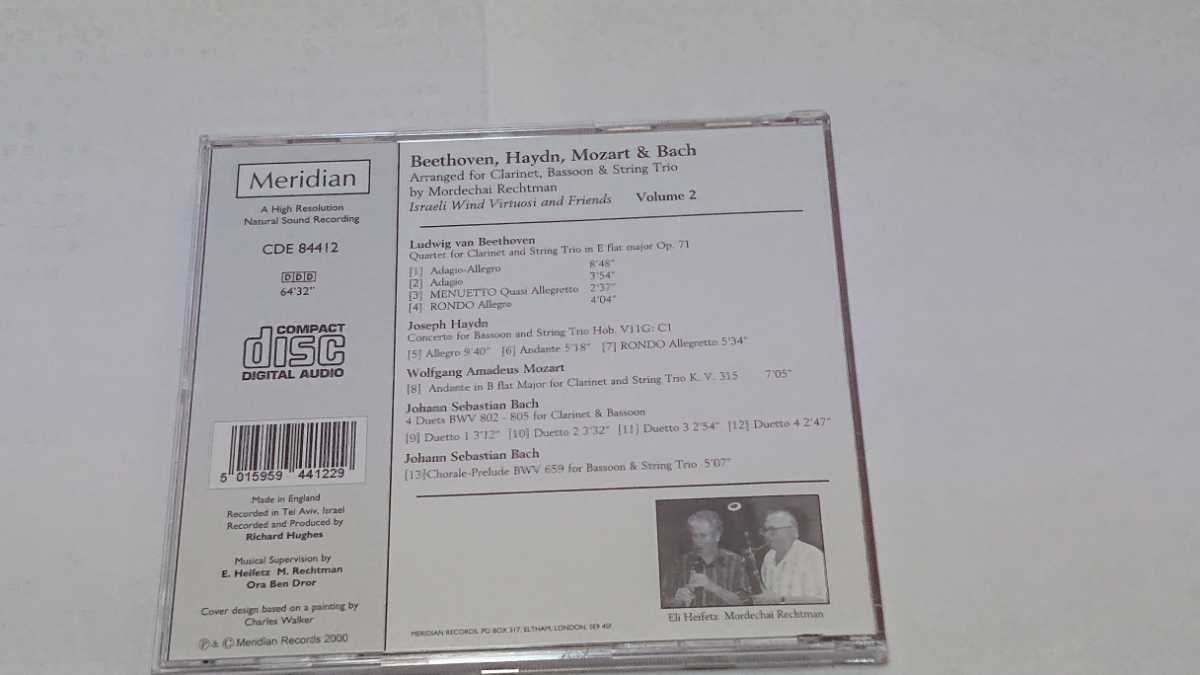 Meridian
A High Resolution
Natural Sound Recording
CDE 84412
DDD
64'32"
COMPACT
disc
DIGITAL AUDIO
5 015959 441229
Made in England
Recorded in Tel Aviv, Israel
Recorded and Produced by
Richard Hughes
Musical Supervision by
E. Heifetz M. Rechtman
Ora Ben Dror
Cover design based on a painting by
Charles Walker
℗ & © Meridian Records 2000
Beethoven, Haydn, Mozart & Bach
Arranged for Clarinet, Bassoon & String Trio
by Mordechai Rechtman
Israeli Wind Virtuosi and Friends Volume 2
Ludwig van Beethoven
Quartet for Clarinet and String Trio in E flat major Op. 71
[1] Adagio-Allegro 8'48"
[2] Adagio 3'54"
[3] MENUETTO Quasi Allegretto 2'37"
[4] RONDO Allegro 4'04"
Joseph Haydn
Concerto for Bassoon and String Trio Hob. V11G: C1
[5] Allegro 9'40" [6] Andante 5'18" [7] RONDO Allegretto 5'34"
Wolfgang Amadeus Mozart
[8] Andante in B flat Major for Clarinet and String Trio K. V. 315 7'05"
Johann Sebastian Bach
4 Duets BWV 802 - 805 for Clarinet & Bassoon
[9] Duetto 1 3'12" [10] Duetto 2 3'32" [11] Duetto 3 2'54" [12] Duetto 4 2'47"
Johann Sebastian Bach
[13]Chorale-Prelude BWV 659 for Bassoon & String Trio 5'07"
Eli Heifetz Mordechai Rechtman
MERIDIAN RECORDS, PO BOX 317, ELTHAM, LONDON, SE9 4SF